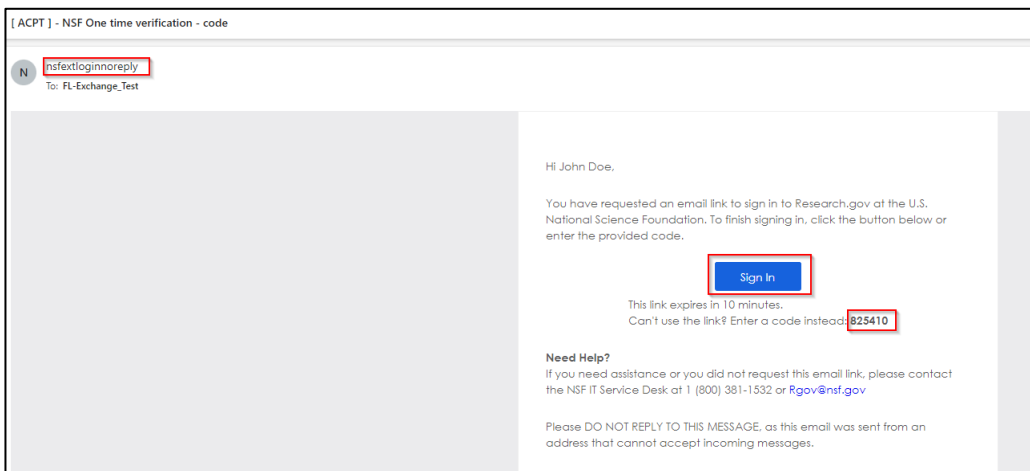 [ ACPT ] - NSF One time verification - code
N
nsfextloginnoreply
To: FL-Exchange_Test
Hi John Doe,
You have requested an email link to sign in to Research.gov at the U.S.
National Science Foundation. To finish signing in, click the button below or
enter the provided code.
Sign In
This link expires in 10 minutes.
Can't use the link? Enter a code instead: 825410
Need Help?
If you need assistance or you did not request this email link, please contact
the NSF IT Service Desk at 1 (800) 381-1532 or Rgov@nsf.gov
Please DO NOT REPLY TO THIS MESSAGE, as this email was sent from an
address that cannot accept incoming messages.